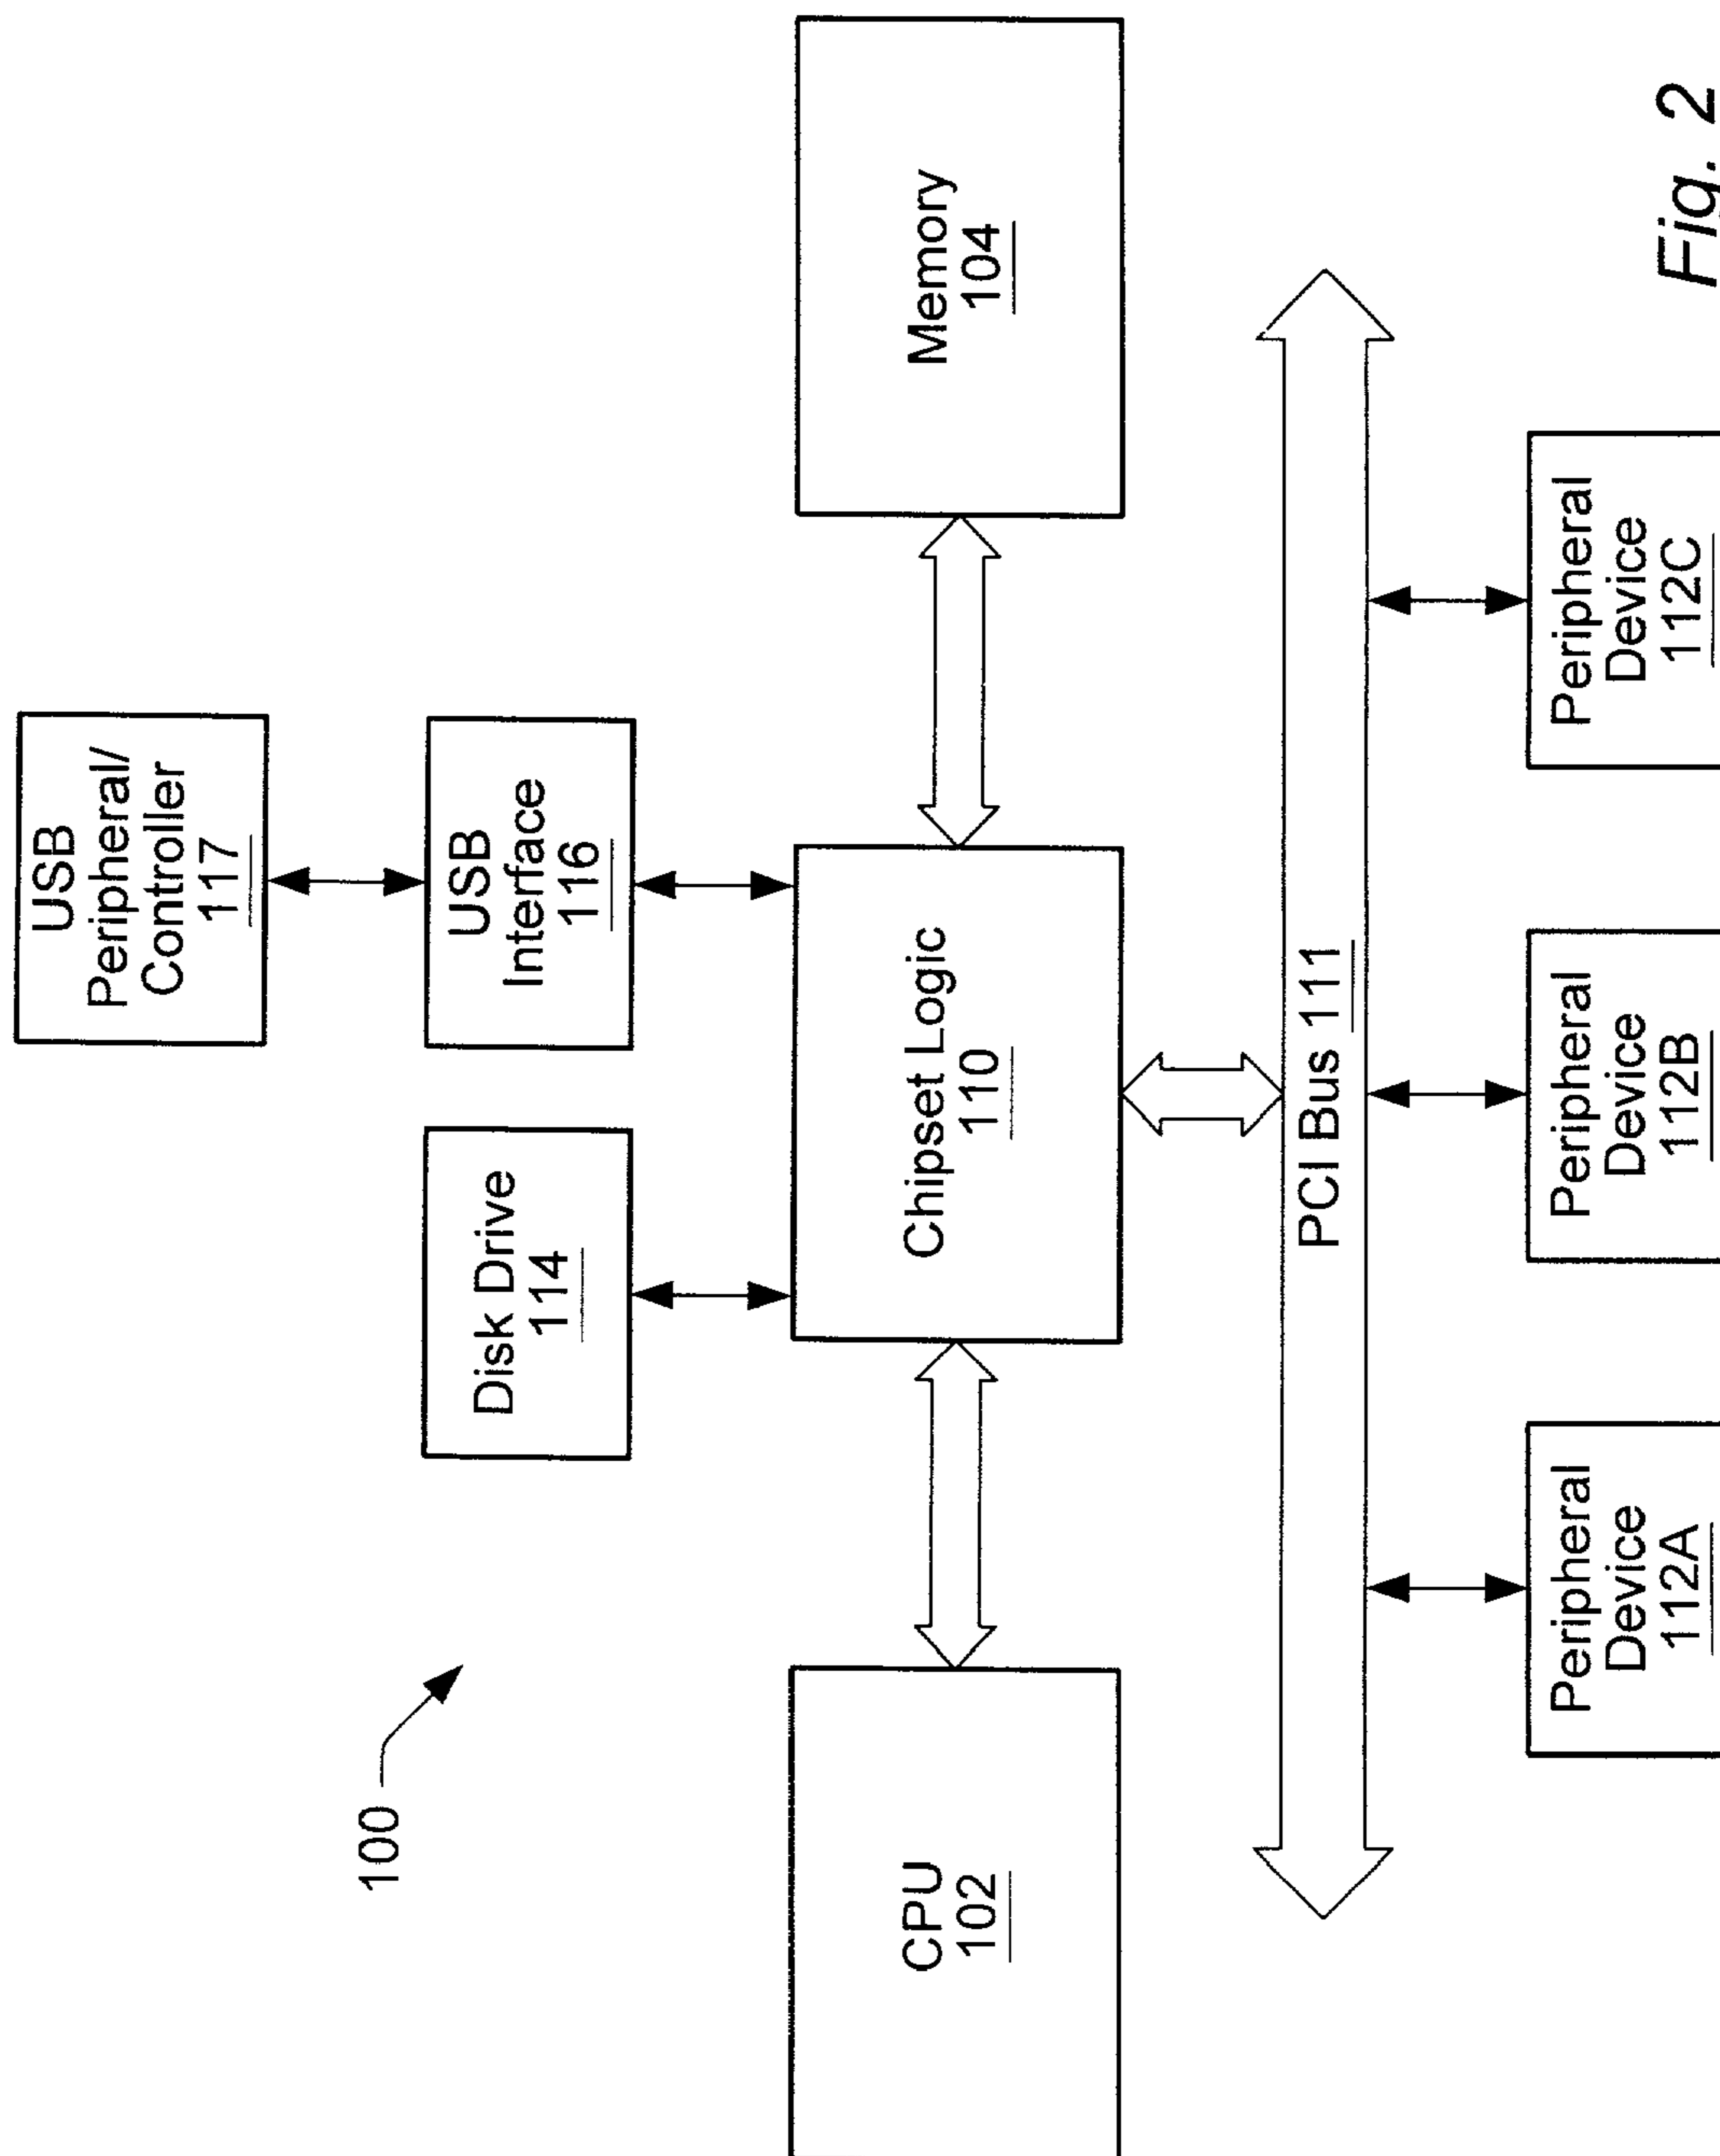 USB
Peripheral/
Controller
117
Disk Drive
114
USB
Interface
116
100
CPU
102
Chipset Logic
110
Memory
104
PCI Bus 111
Peripheral
Device
112A
Peripheral
Device
112B
Peripheral
Device
112C
Fig. 2